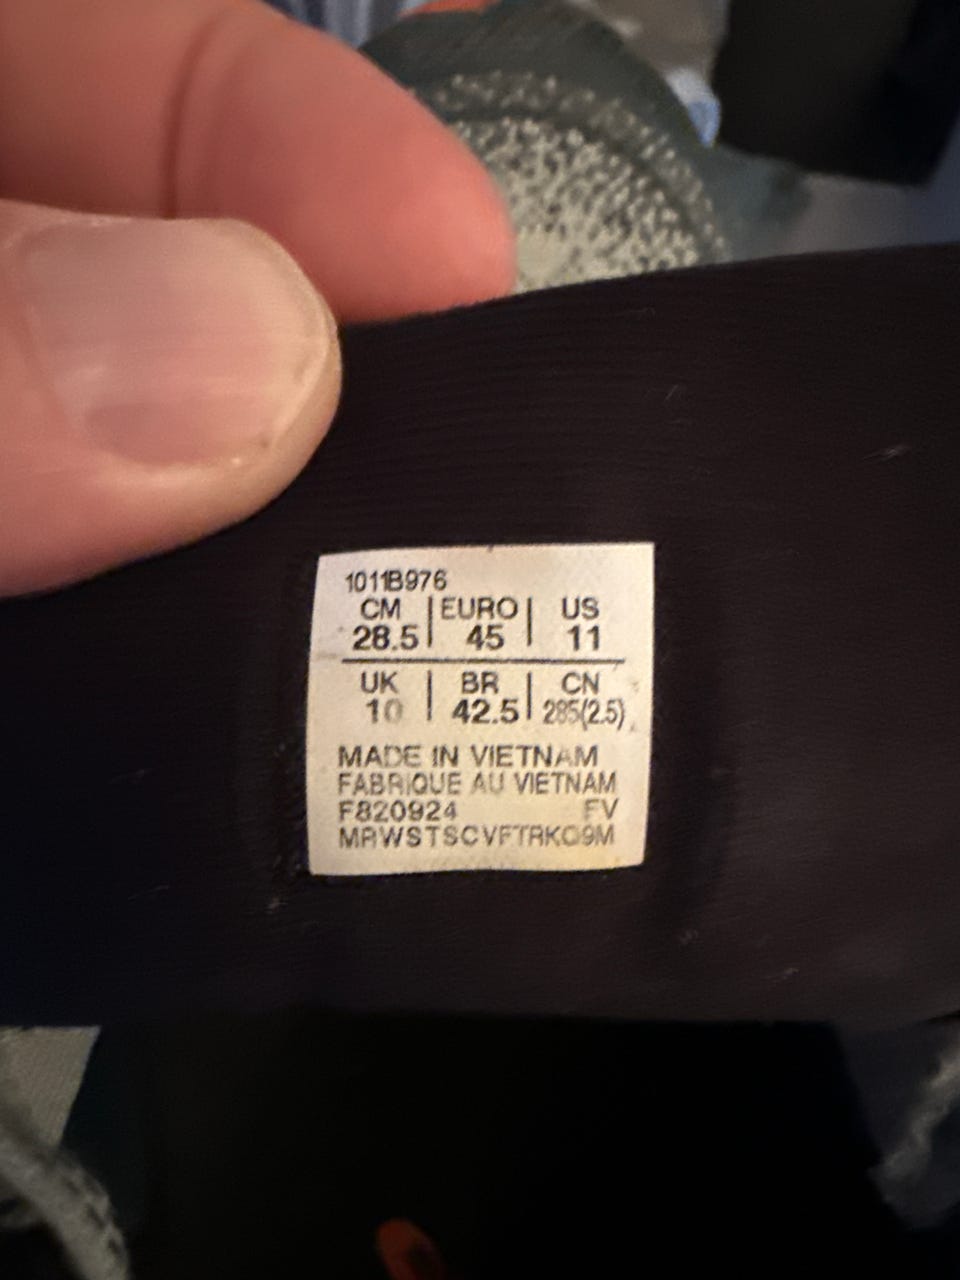 1011B976
CM | EURO | US
28.5 | 45 | 11
UK | BR | CN
10 | 42.5 | 285(2.5)
MADE IN VIETNAM
FABRIQUE AU VIETNAM
F820924 FV